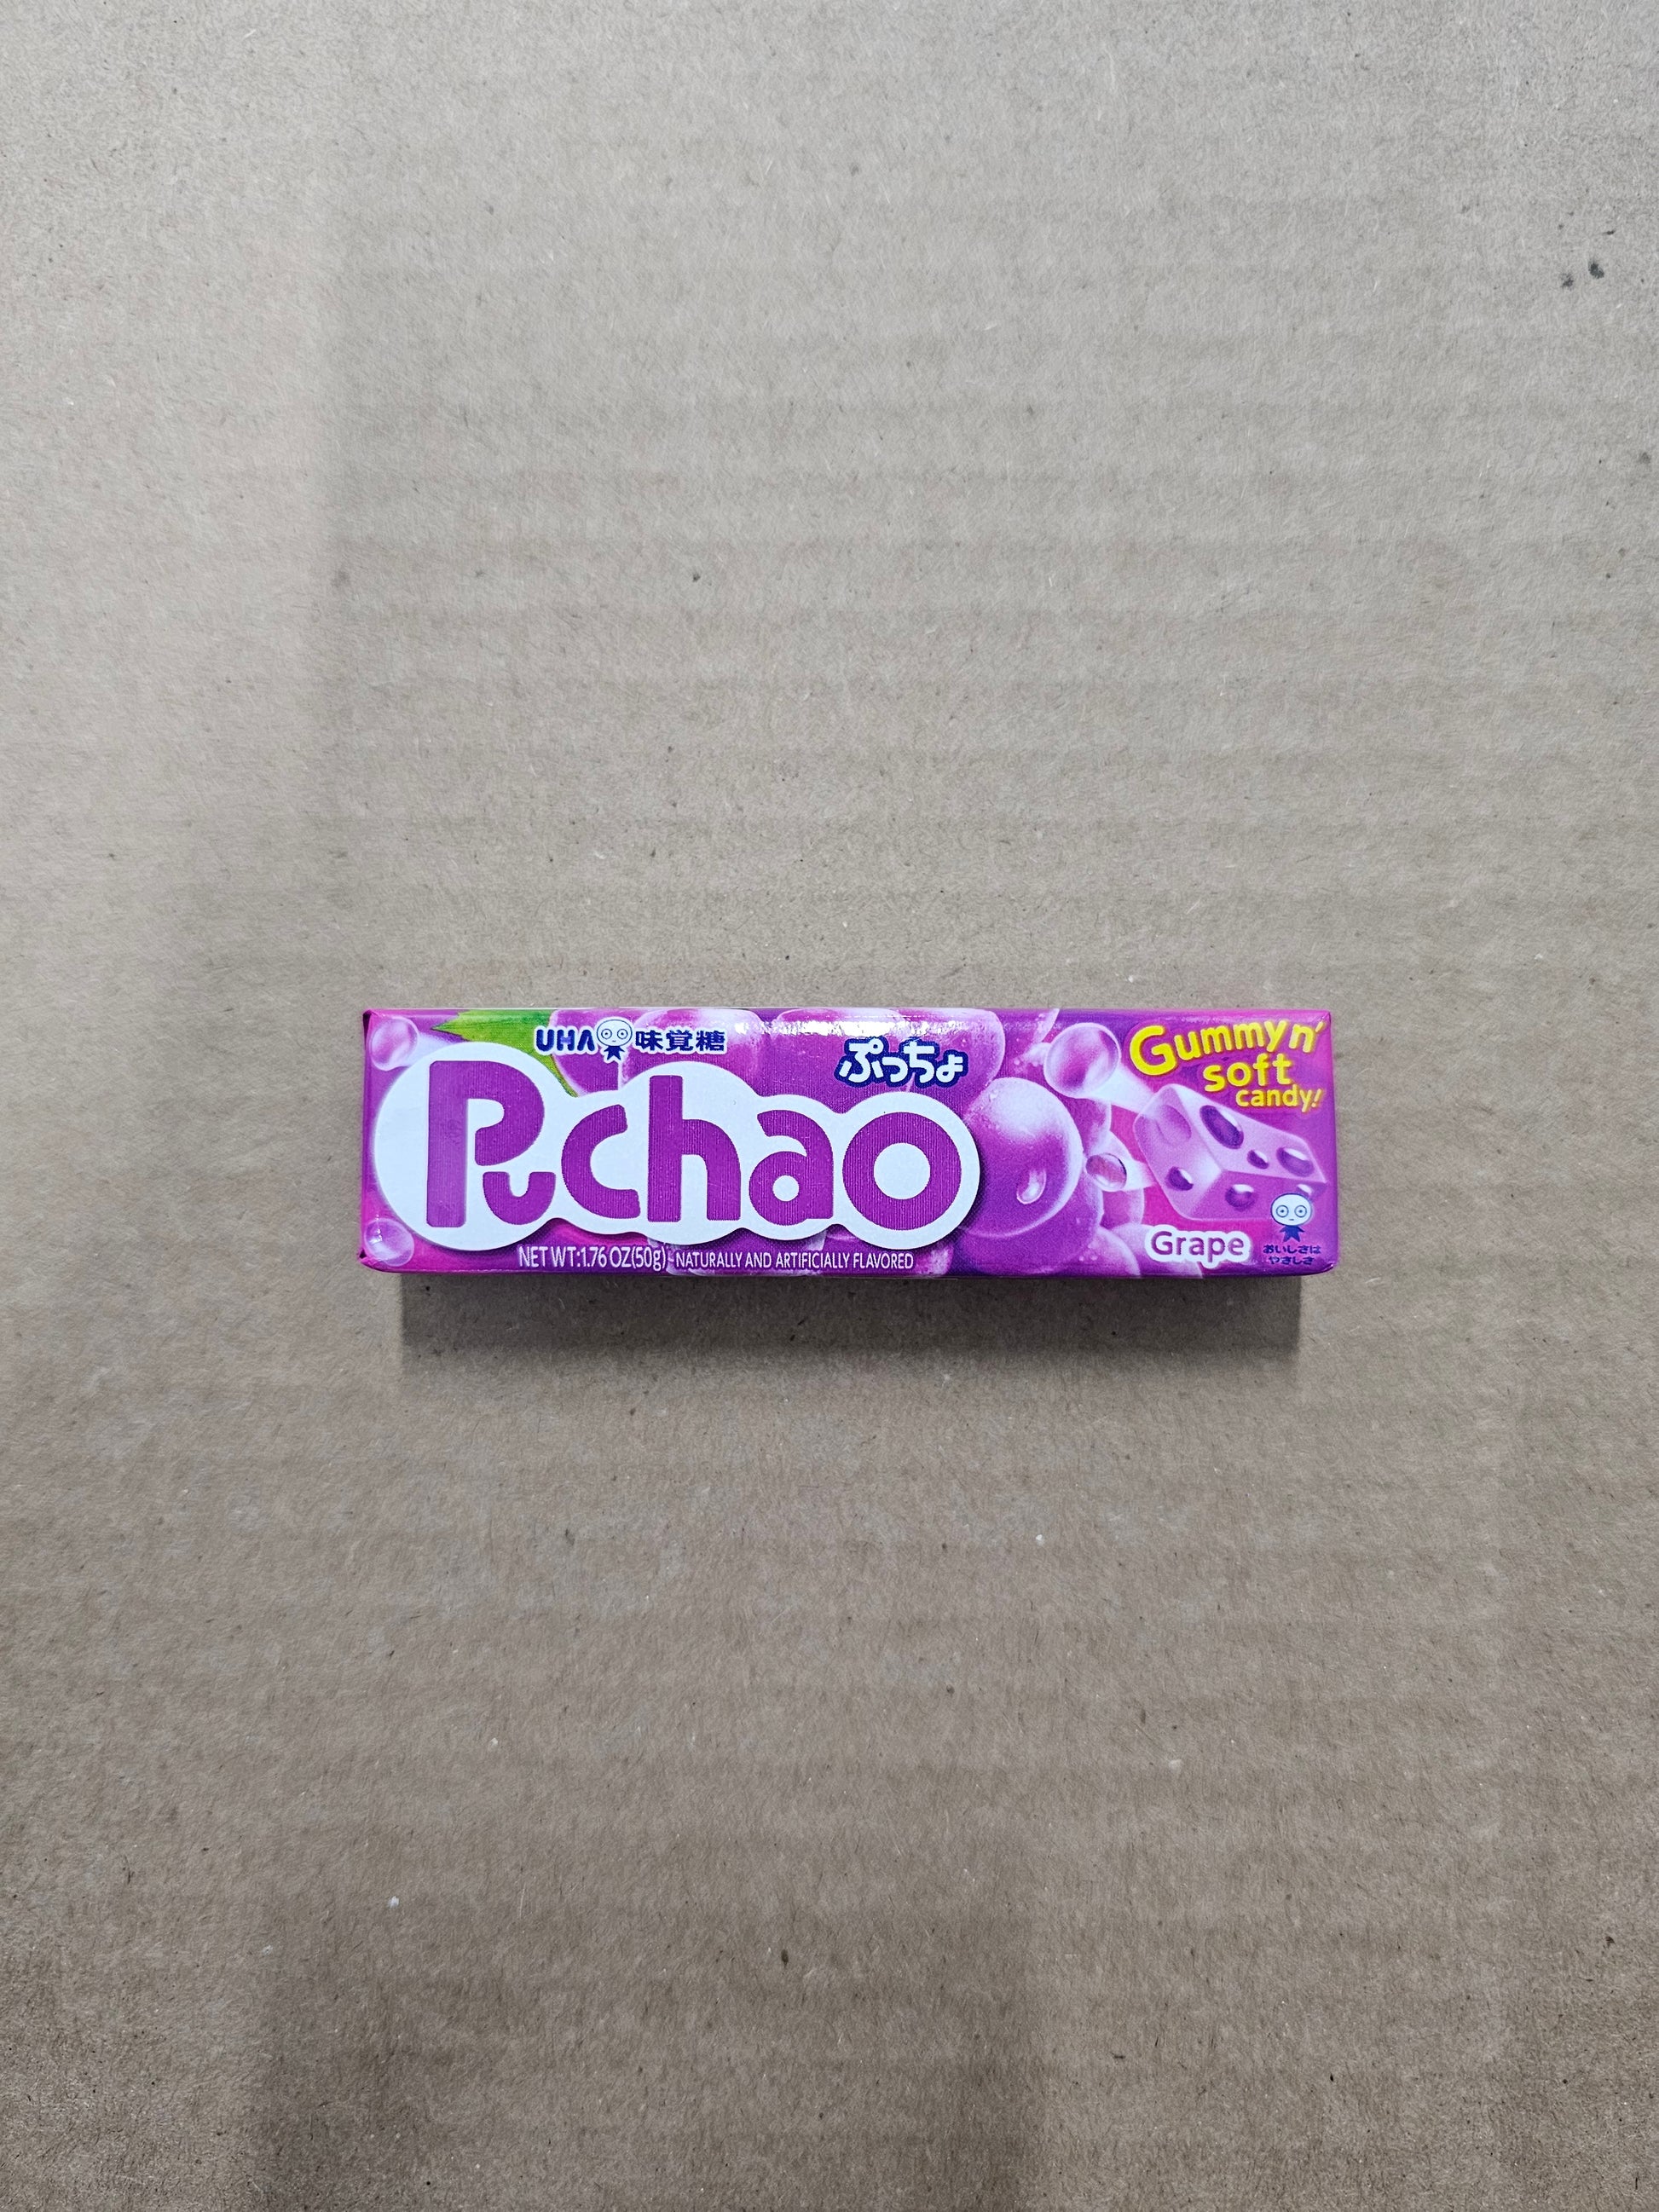 UHA 味覚糖
ぷっちょ
Puchao
Gummy n'
soft
candy!
Grape
おいしさは
やさしさ
NET WT:1.76 OZ(50g) NATURALLY AND ARTIFICIALLY FLAVORED